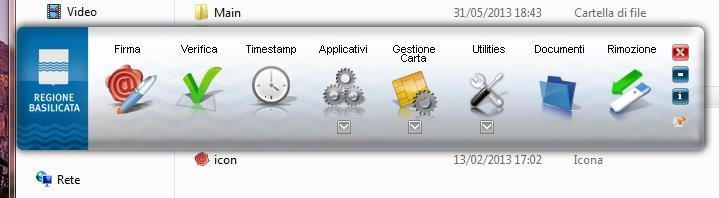 Video
Main
31/05/2013 18:43
Cartella di file
REGIONE
BASILICATA
Firma
Verifica
Timestamp
Applicativi
Gestione
Carta
Utilities
Documenti
Rimozione
icon
13/02/2013 17:02
Icona
Rete